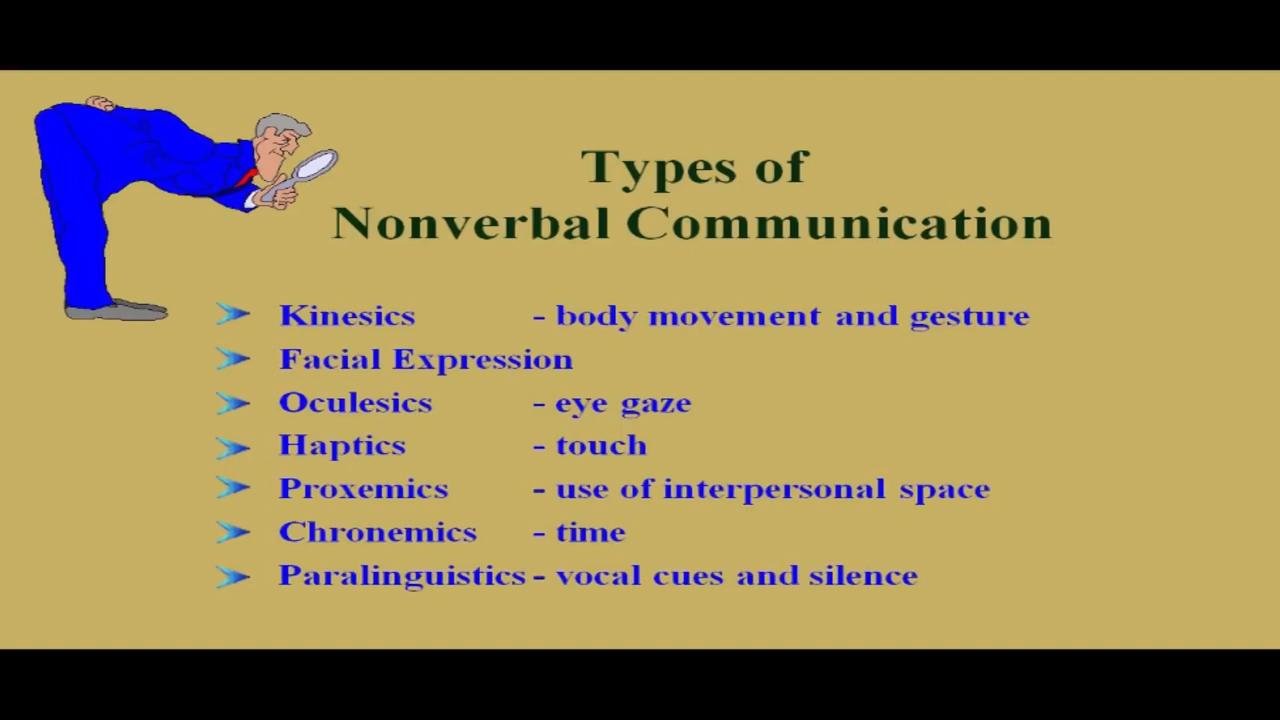 Types of
Nonverbal Communication
Kinesics - body movement and gesture
Facial Expression
Oculesics - eye gaze
Haptics - touch
Proxemics - use of interpersonal space
Chronemics - time
Paralinguistics - vocal cues and silence